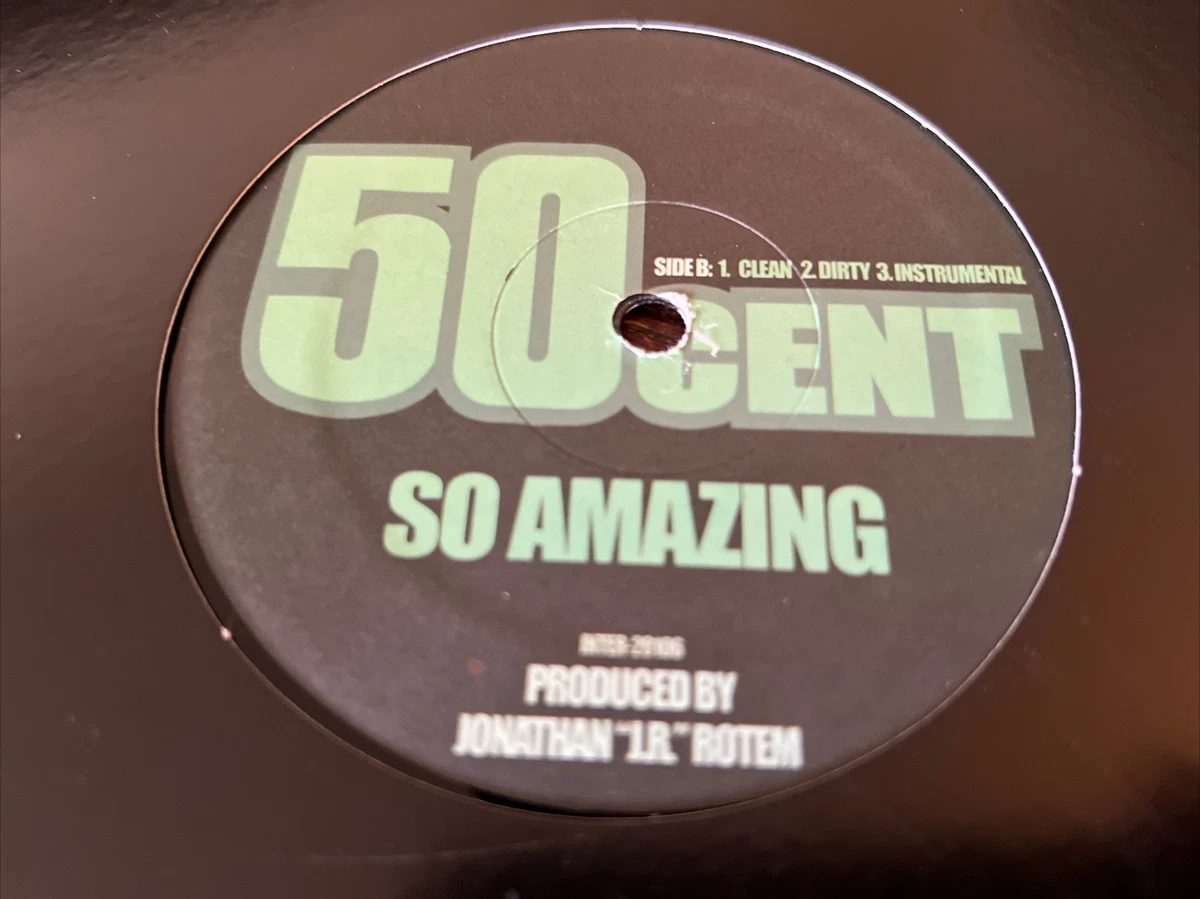 SIDE B: 1. CLEAN 2. DIRTY 3. INSTRUMENTAL
50 CENT
SO AMAZING
PRODUCED BY
JONATHAN "J.R." ROTEM